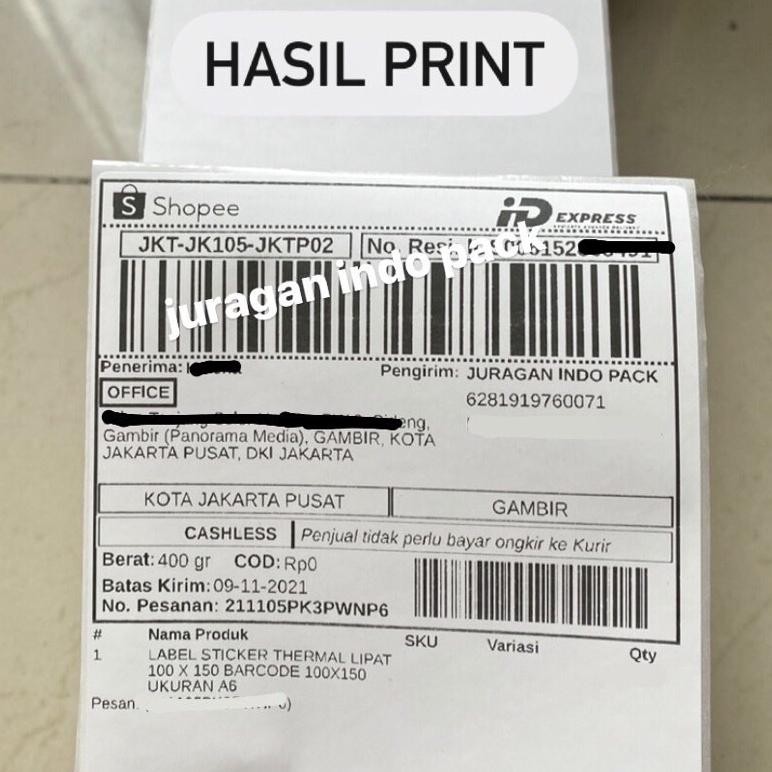 HASIL PRINT
S Shopee
iD EXPRESS
JKT-JK105-JKTP02
No. Resi
juragan indo pack
Penerima:
Pengirim: JURAGAN INDO PACK
OFFICE
6281919760071
Gambir (Panorama Media), GAMBIR, KOTA
JAKARTA PUSAT, DKI JAKARTA
KOTA JAKARTA PUSAT
GAMBIR
CASHLESS Penjual tidak perlu bayar ongkir ke Kurir
Berat: 400 gr COD: Rp0
Batas Kirim: 09-11-2021
No. Pesanan: 211105PK3PWNP6
# Nama Produk SKU Variasi Qty
1 LABEL STICKER THERMAL LIPAT
100 X 150 BARCODE 100X150
UKURAN A6
Pesan.